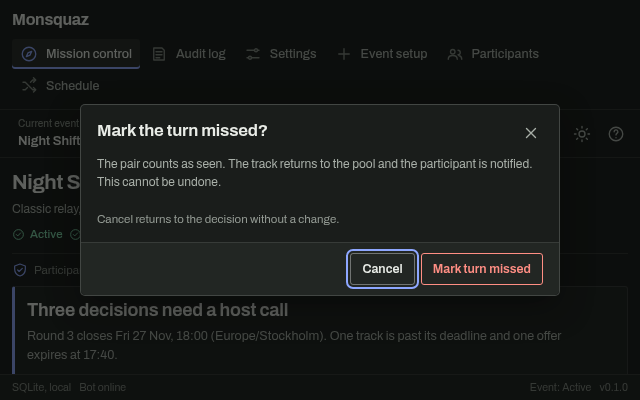 Monsquaz
Mission control
Audit log
Settings
Event setup
Participants
Schedule
Current event
Night Shift
Mark the turn missed?
The pair counts as seen. The track returns to the pool and the participant is notified.
This cannot be undone.
Cancel returns to the decision without a change.
Cancel
Mark turn missed
Night S
Classic relay,
Active
Participa
Three decisions need a host call
Round 3 closes Fri 27 Nov, 18:00 (Europe/Stockholm). One track is past its deadline and one offer
expires at 17:40.
SQLite, local
Bot online
Event: Active
v0.1.0